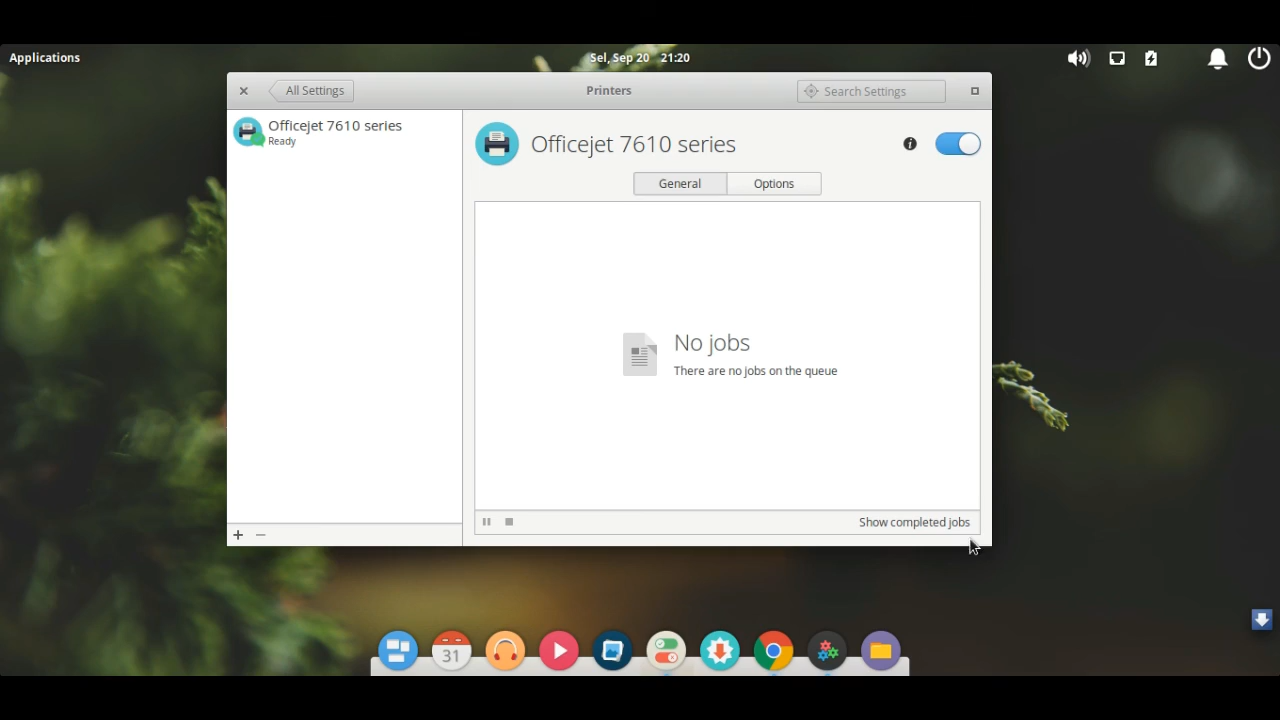 Applications
Sel, Sep 20 21:20
All Settings
Printers
Search Settings
Officejet 7610 series
Ready
Officejet 7610 series
General
Options
No jobs
There are no jobs on the queue
Show completed jobs
31